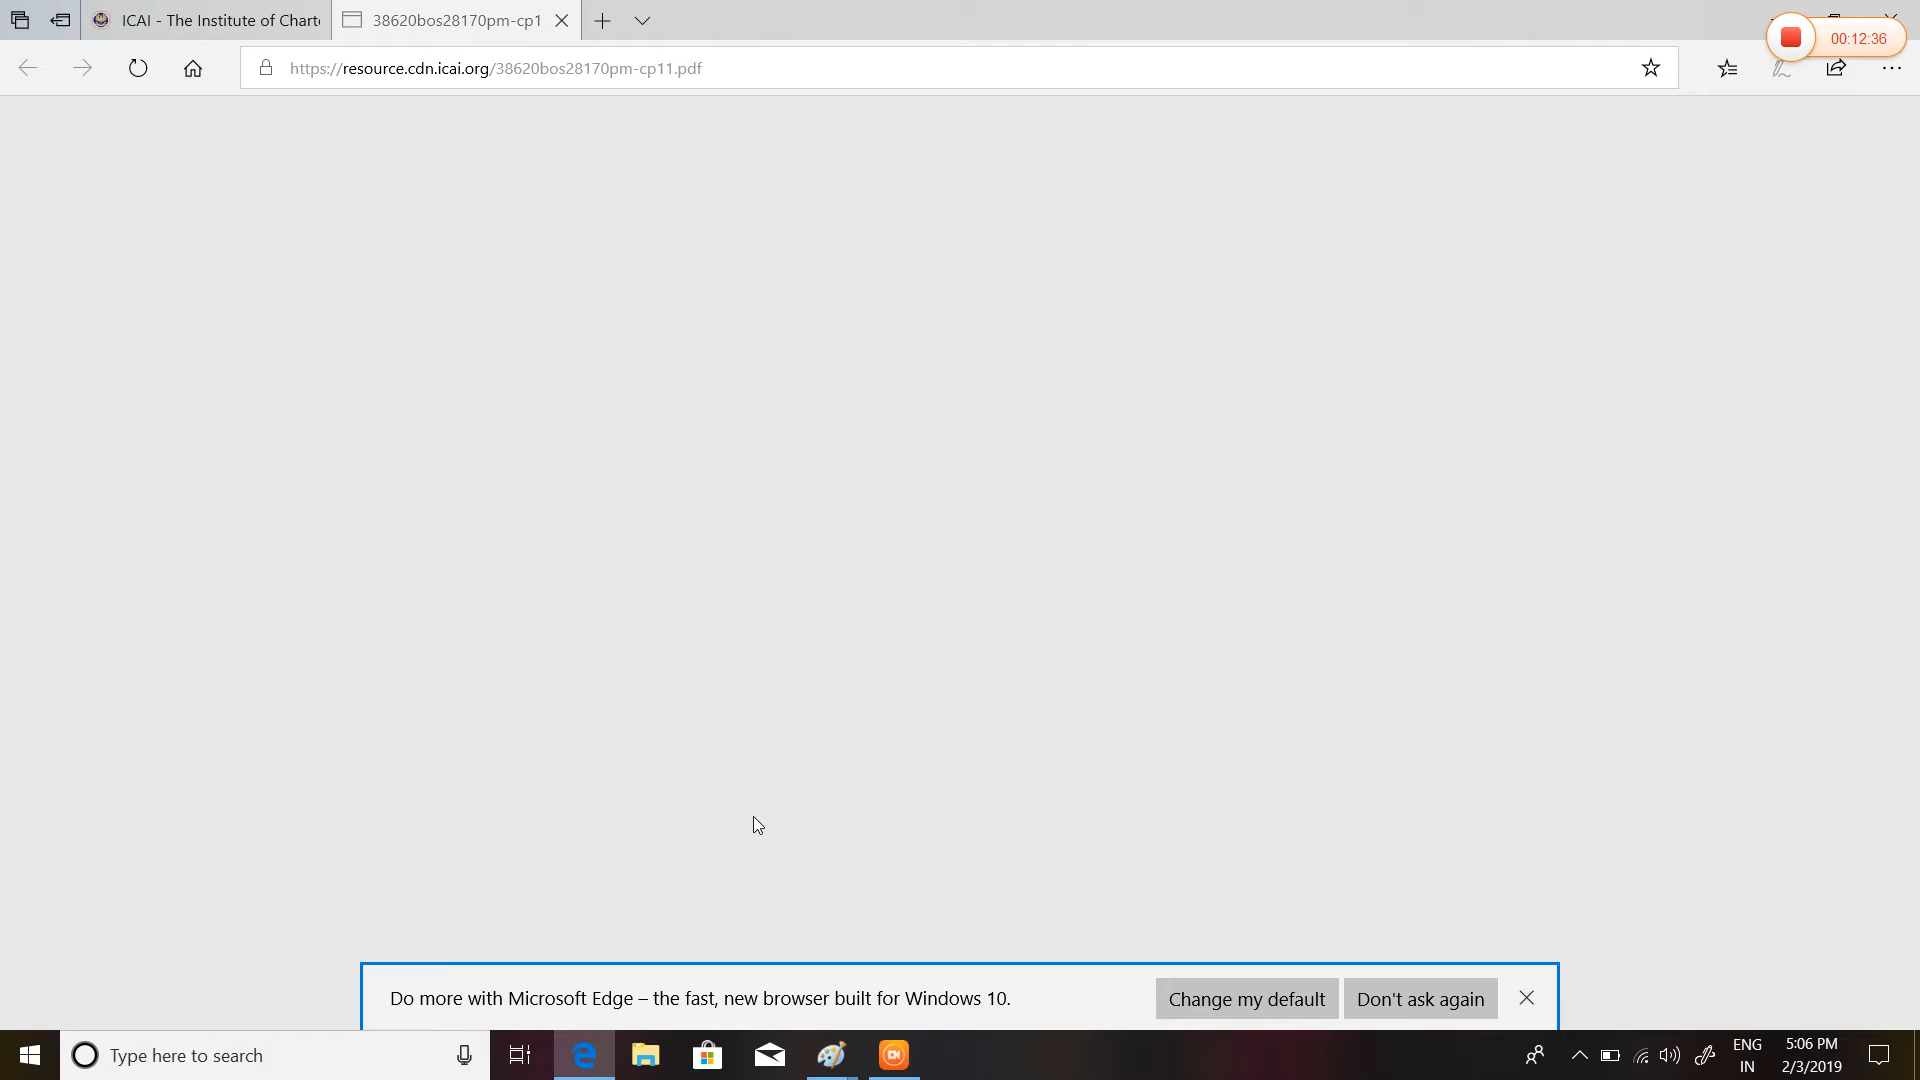 ICAI - The Institute of Charte
38620bos28170pm-cp1
00:12:36
https://resource.cdn.icai.org/38620bos28170pm-cp11.pdf
Do more with Microsoft Edge – the fast, new browser built for Windows 10.
Change my default
Don't ask again
Type here to search
ENG
IN
5:06 PM
2/3/2019